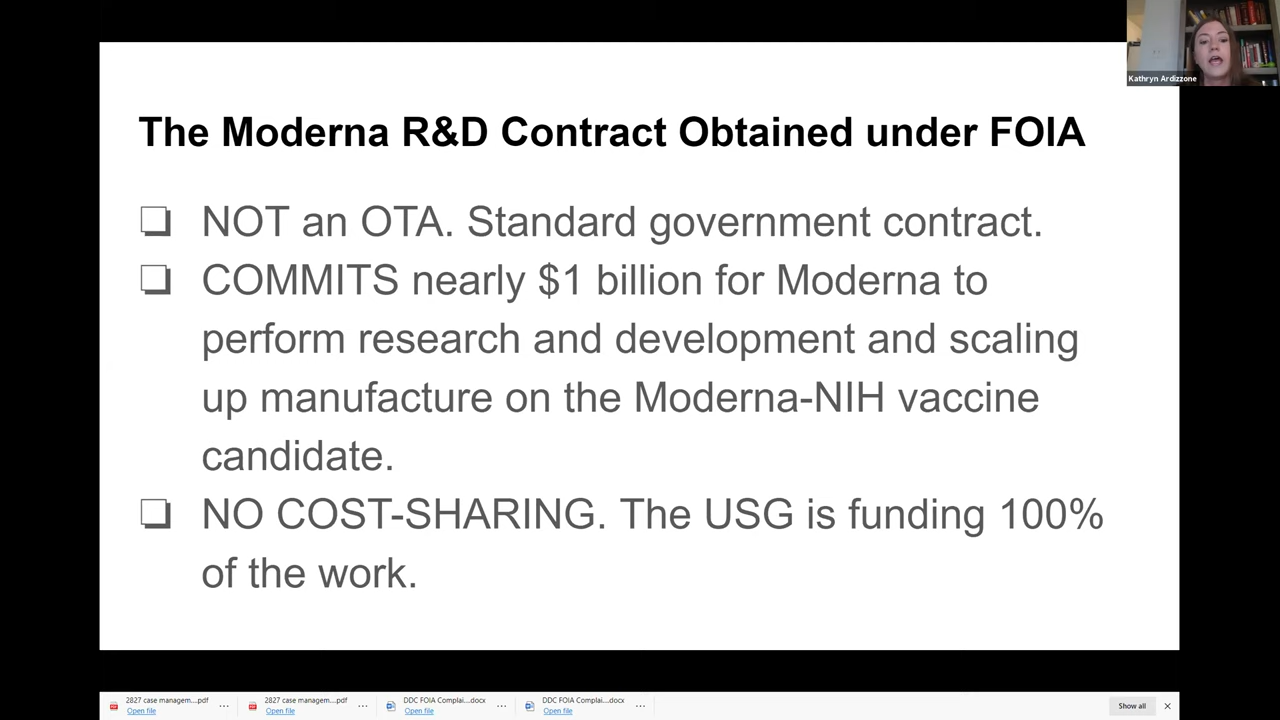 Kathryn Ardizzone
The Moderna R&D Contract Obtained under FOIA
❏ NOT an OTA. Standard government contract.
❏ COMMITS nearly $1 billion for Moderna to
perform research and development and scaling
up manufacture on the Moderna-NIH vaccine
candidate.
❏ NO COST-SHARING. The USG is funding 100%
of the work.
2827 case managem....pdf
Open file
2827 case managem....pdf
Open file
DDC FOIA Complai....docx
Open file
DDC FOIA Complai....docx
Open file
Show all